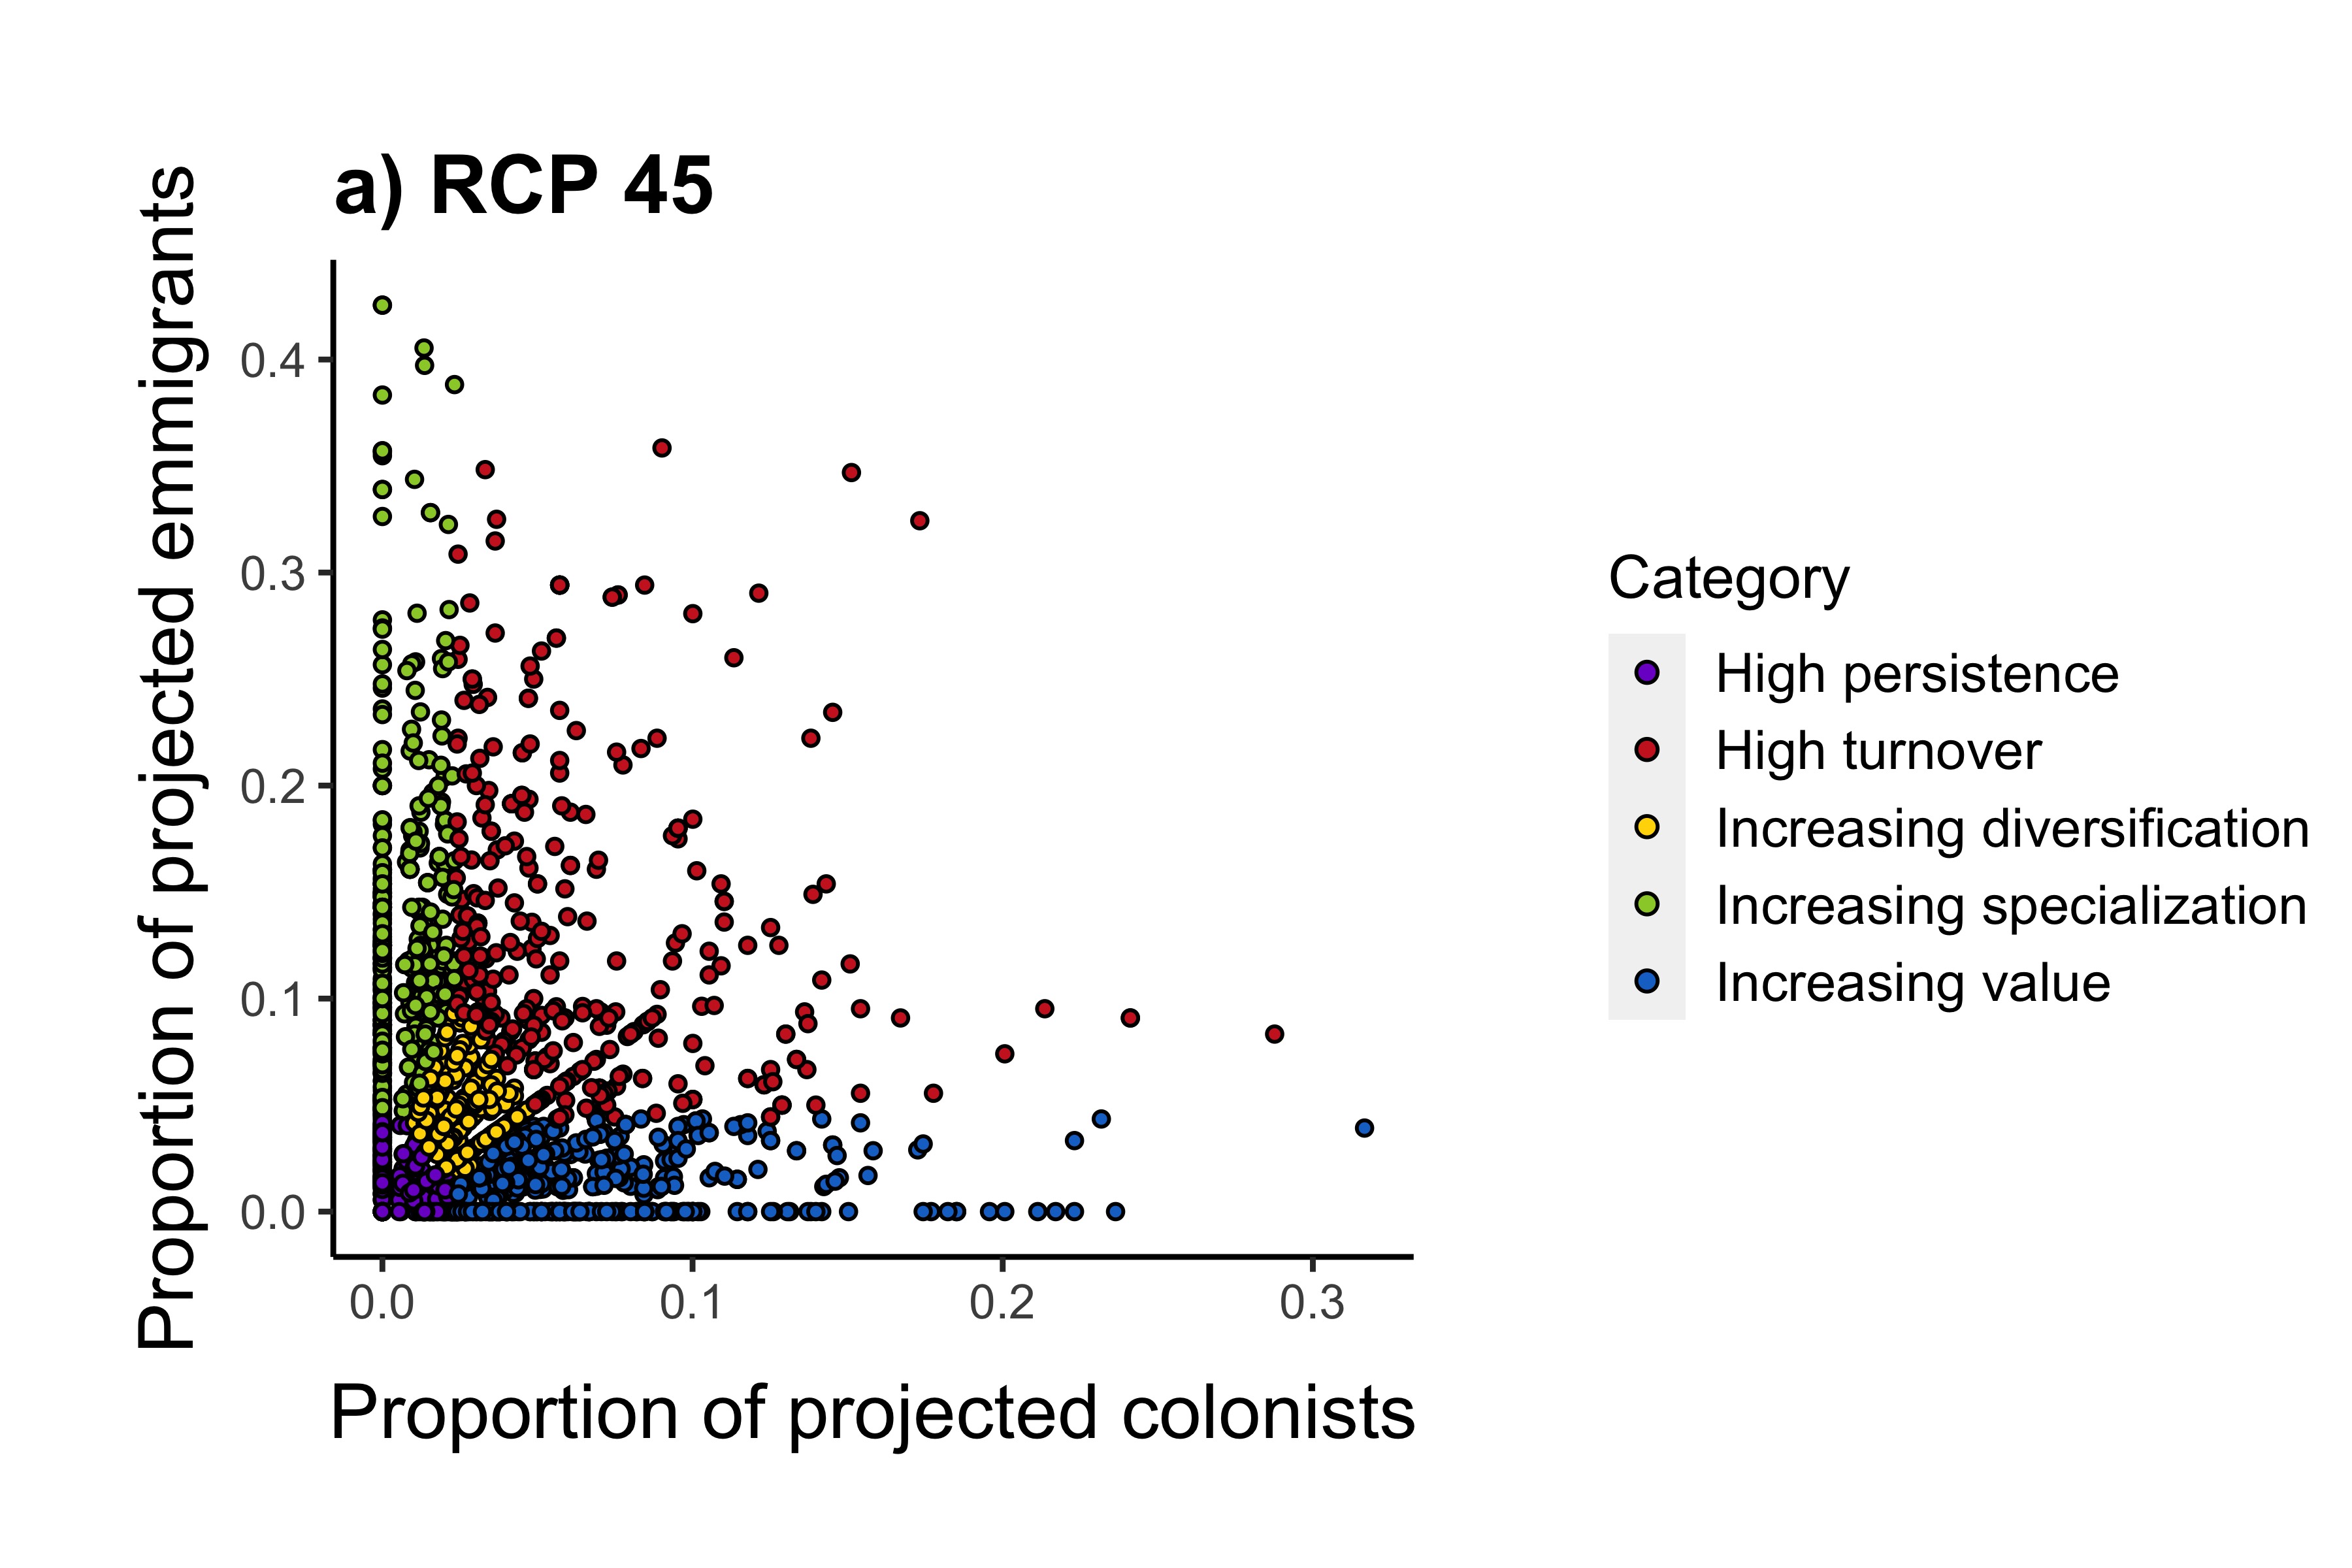 a) RCP 45
Proportion of projected emmigrants
0.4
0.3
0.2
0.1
0.0
0.0 0.1 0.2 0.3
Proportion of projected colonists
Category
High persistence
High turnover
Increasing diversification
Increasing specialization
Increasing value